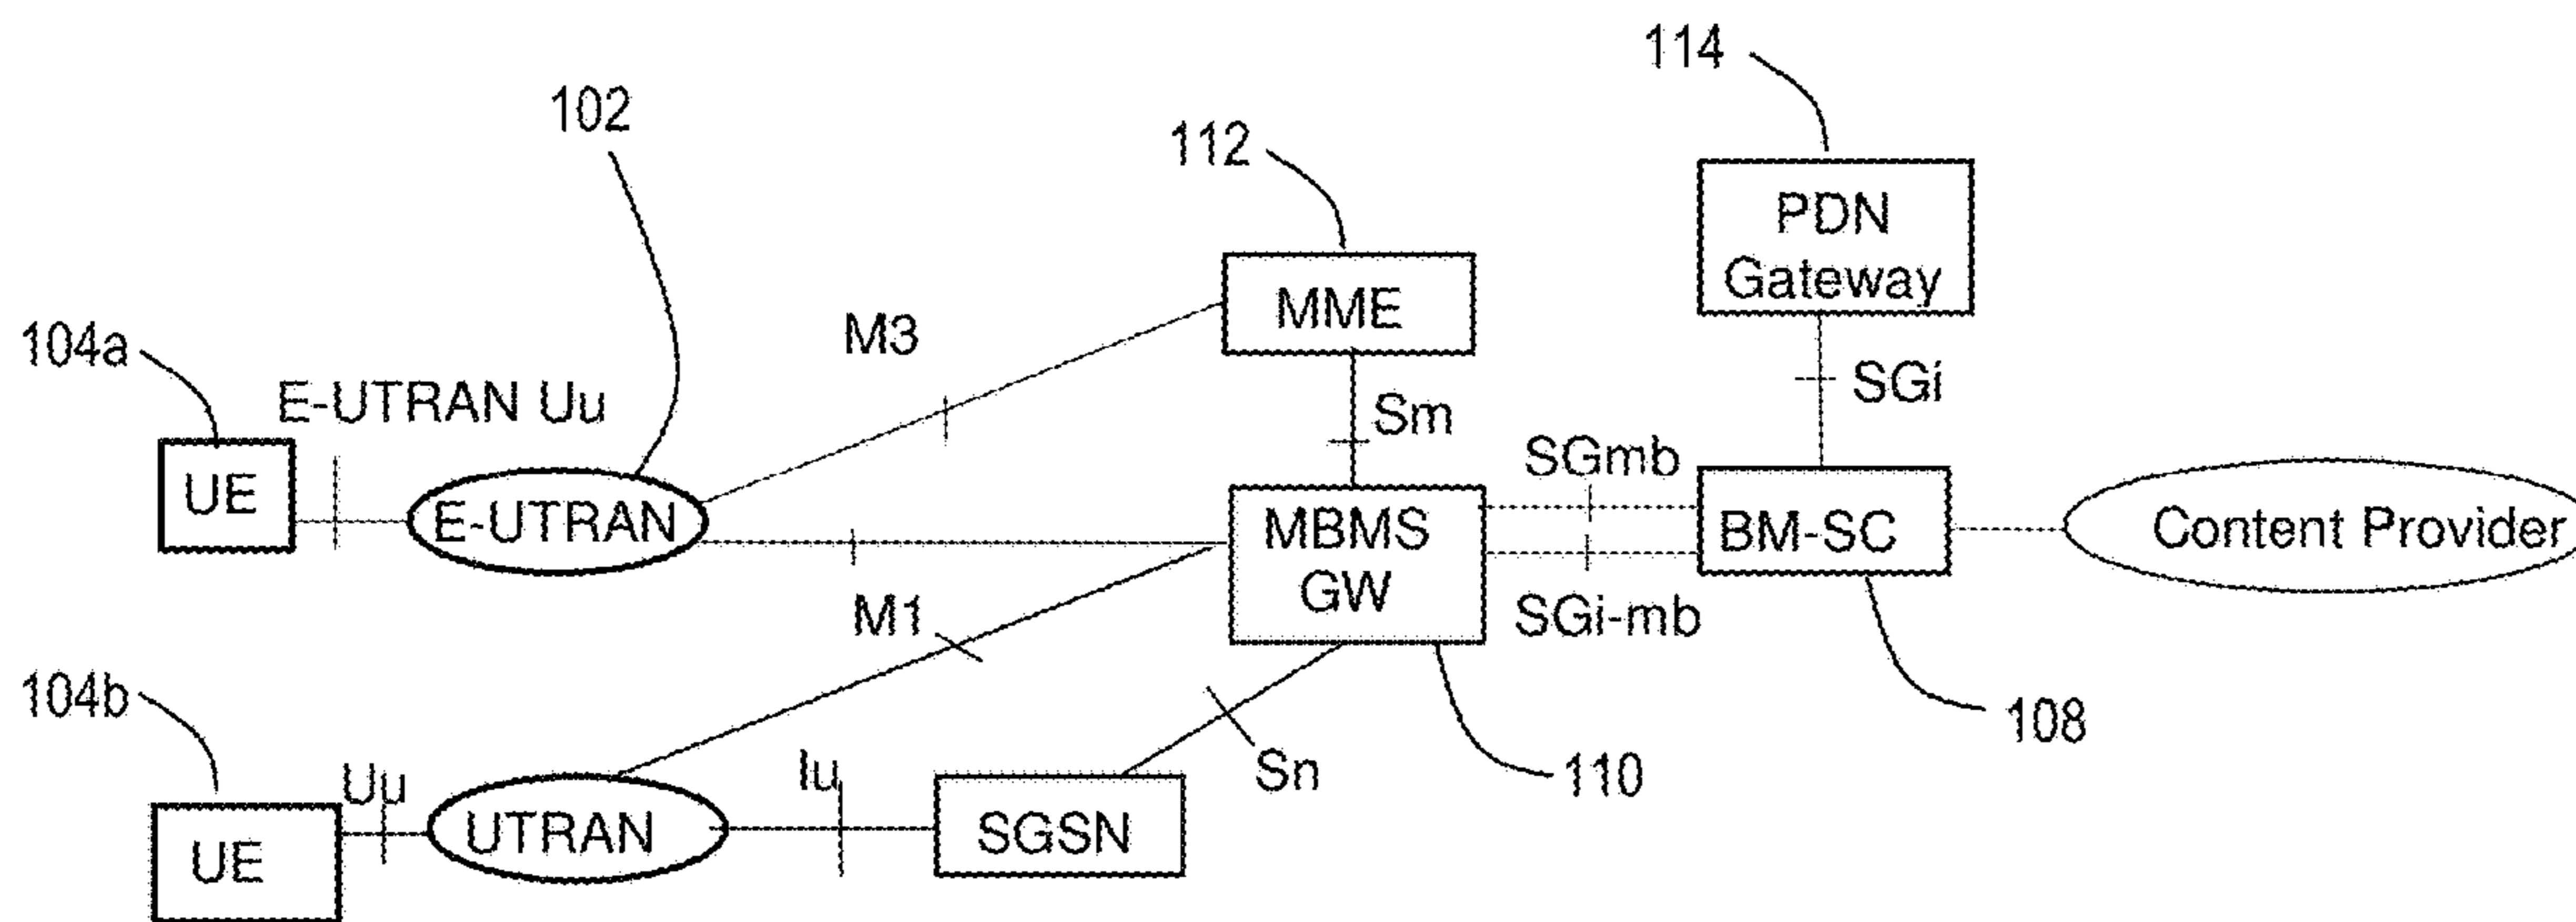 114
102
112
PDN
Gateway
MME
M3
104a
E-UTRAN Uu
SGi
Sm
SGmb
UE
E-UTRAN
MBMS
GW
BM-SC
Content Provider
M1
SGi-mb
104b
108
Uu
Iu
Sn
110
UE
UTRAN
SGSN